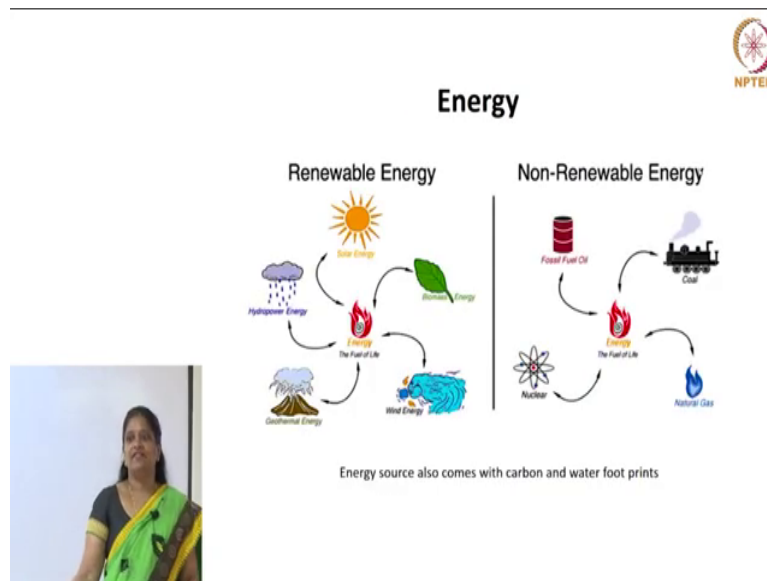 NPTEL
Energy
Renewable Energy
Non-Renewable Energy
Solar Energy
Hydropower Energy
Biomass Energy
Energy
The Fuel of Life
Geothermal Energy
Wind Energy
Fossil Fuel Oil
Coal
Energy
The Fuel of Life
Nuclear
Natural Gas
Energy source also comes with carbon and water foot prints